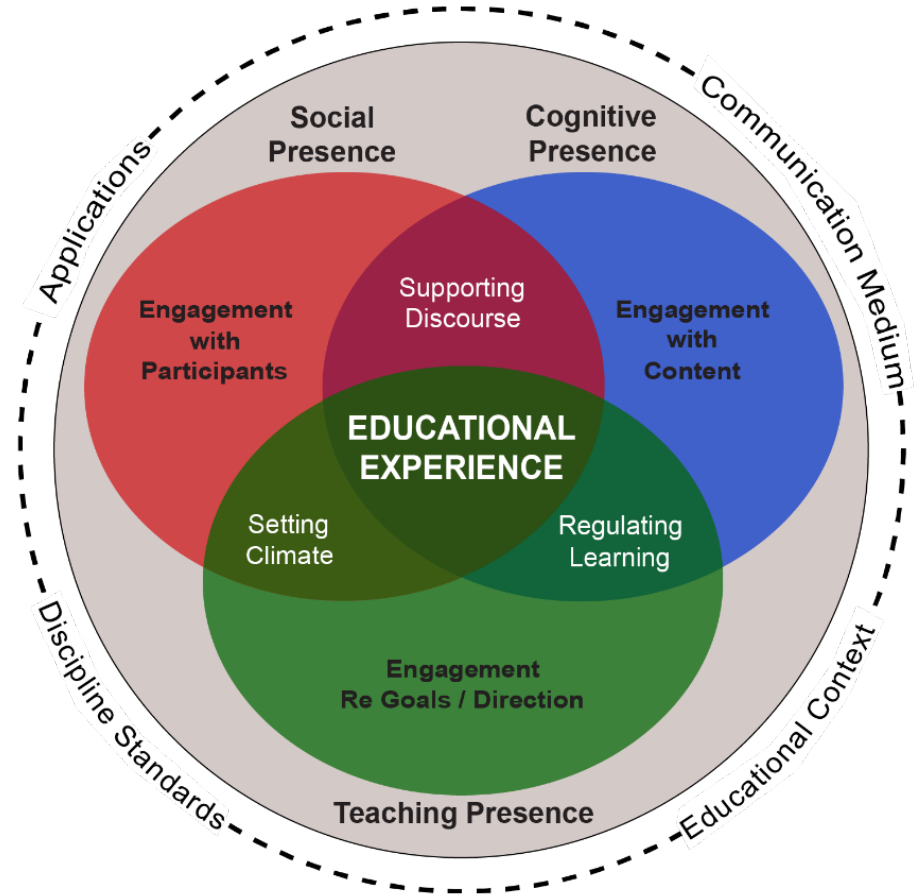 Social
Presence
Cognitive
Presence
Applications
Communication Medium
Supporting
Discourse
Engagement
with
Participants
Engagement
with
Content
EDUCATIONAL
EXPERIENCE
Setting
Climate
Regulating
Learning
Engagement
Re Goals / Direction
Discipline Standards
Educational Context
Teaching Presence